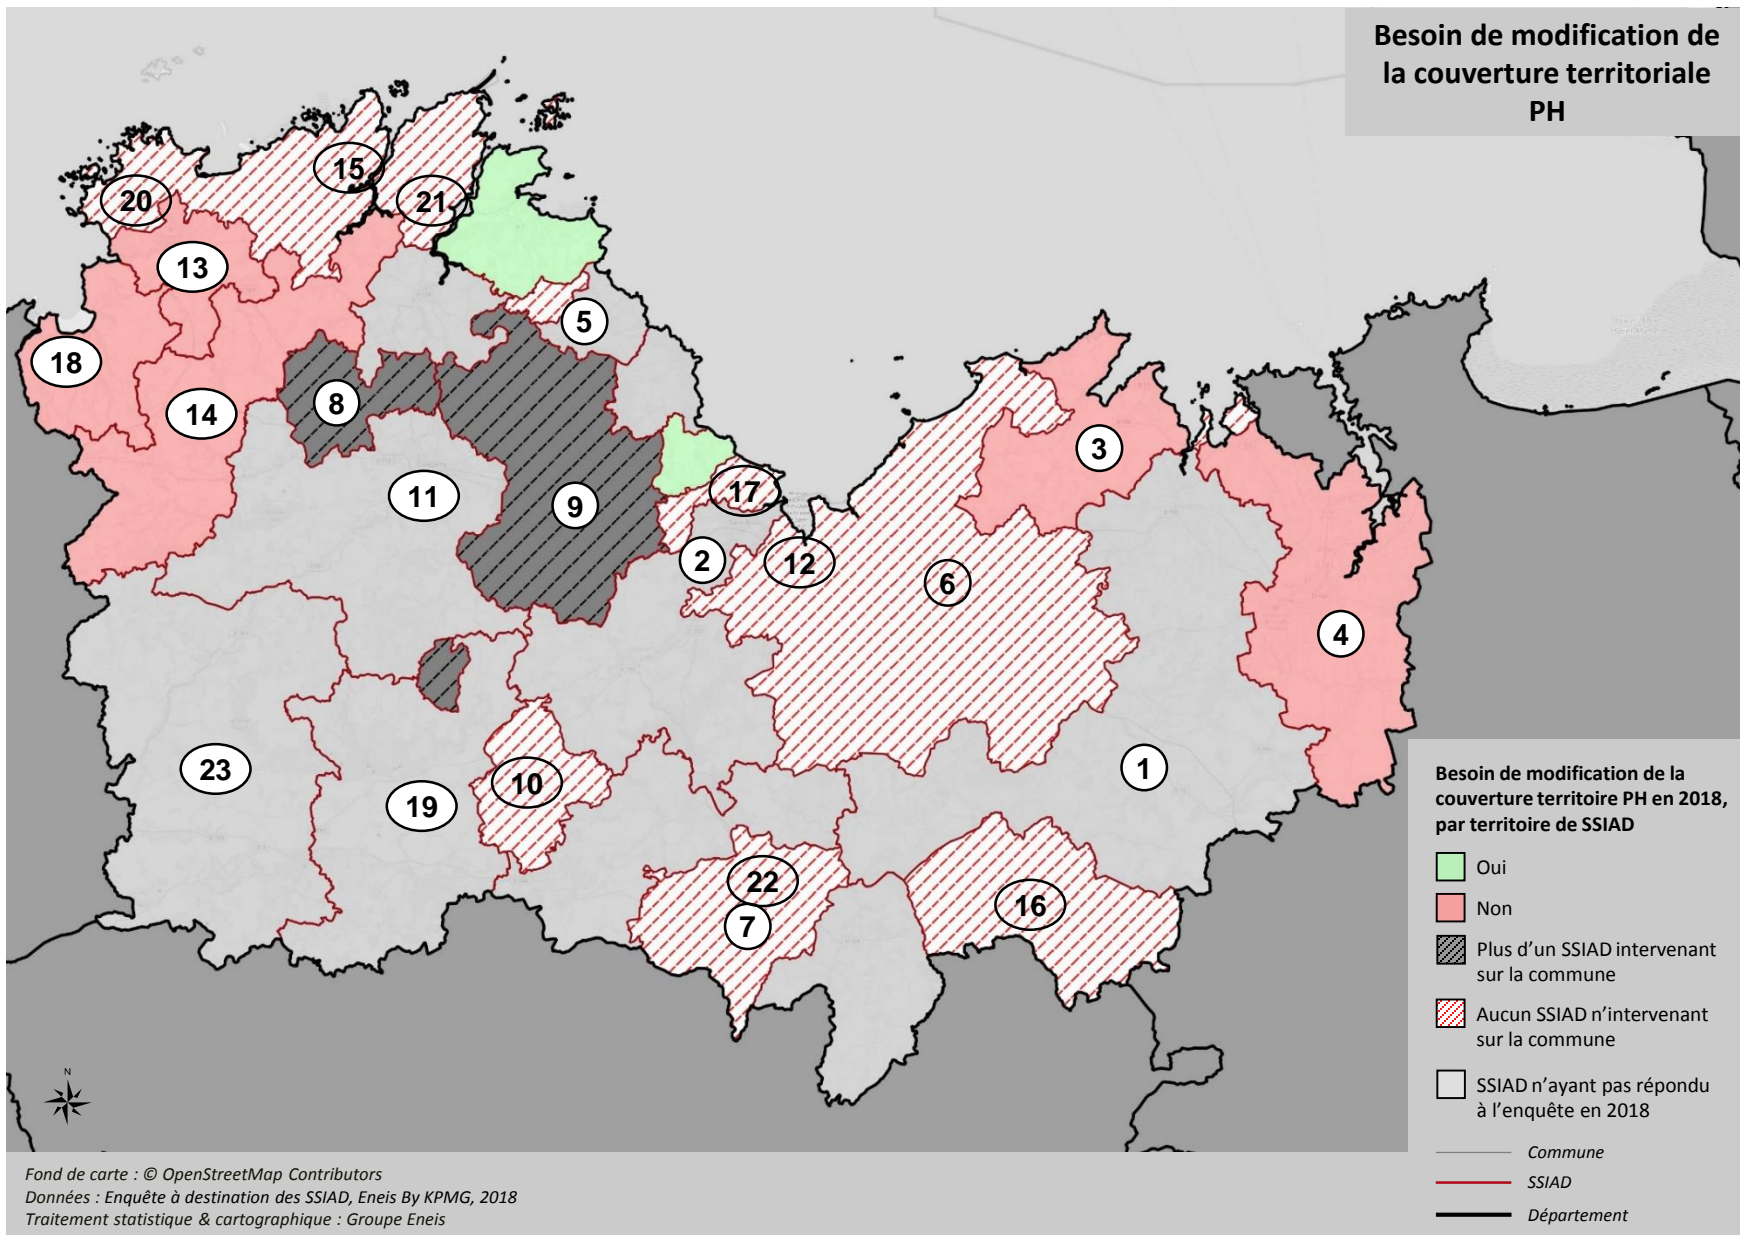 Besoin de modification de
la couverture territoriale
PH
15
20
21
13
5
18
8
14
3
11
17
9
2
12
6
4
1
23
10
19
22
16
7
Besoin de modification de la
couverture territoire PH en 2018,
par territoire de SSIAD
Oui
Non
Plus d'un SSIAD intervenant
sur la commune
Aucun SSIAD n'intervenant
sur la commune
SSIAD n'ayant pas répondu
à l'enquête en 2018
Commune
SSIAD
Département
N
Fond de carte : © OpenStreetMap Contributors
Données : Enquête à destination des SSIAD, Eneis By KPMG, 2018
Traitement statistique & cartographique : Groupe Eneis